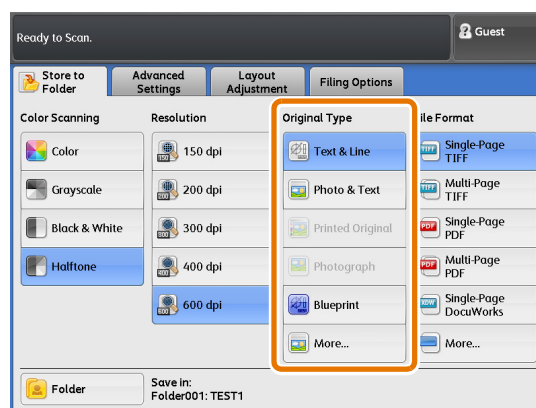 Ready to Scan.
Guest
Store to
Folder
Advanced
Settings
Layout
Adjustment
Filing Options
Color Scanning
Color
Grayscale
Black & White
Halftone
Resolution
150 dpi
200 dpi
300 dpi
400 dpi
600 dpi
Original Type
Text & Line
Photo & Text
Printed Original
Photograph
Blueprint
More...
ile Format
Single-Page
TIFF
Multi-Page
TIFF
Single-Page
PDF
Multi-Page
PDF
Single-Page
DocuWorks
More...
Folder
Save in:
Folder001: TEST1